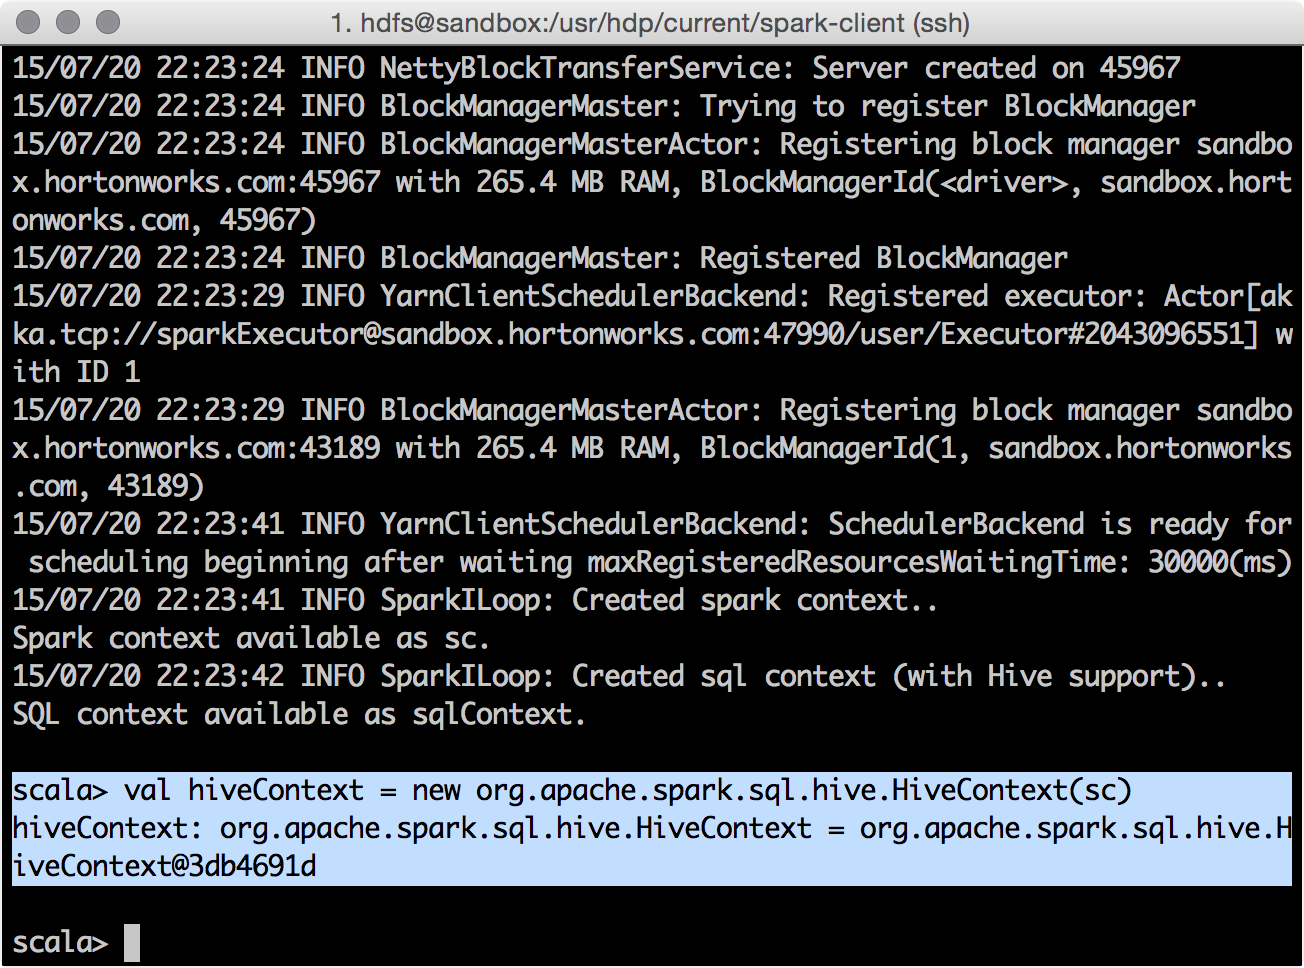 1. hdfs@sandbox:/usr/hdp/current/spark-client (ssh)
15/07/20 22:23:24 INFO NettyBlockTransferService: Server created on 45967
15/07/20 22:23:24 INFO BlockManagerMaster: Trying to register BlockManager
15/07/20 22:23:24 INFO BlockManagerMasterActor: Registering block manager sandbo
x.hortonworks.com:45967 with 265.4 MB RAM, BlockManagerId(<driver>, sandbox.hort
onworks.com, 45967)
15/07/20 22:23:24 INFO BlockManagerMaster: Registered BlockManager
15/07/20 22:23:29 INFO YarnClientSchedulerBackend: Registered executor: Actor[ak
ka.tcp://sparkExecutor@sandbox.hortonworks.com:47990/user/Executor#2043096551] w
ith ID 1
15/07/20 22:23:29 INFO BlockManagerMasterActor: Registering block manager sandbo
x.hortonworks.com:43189 with 265.4 MB RAM, BlockManagerId(1, sandbox.hortonworks
.com, 43189)
15/07/20 22:23:41 INFO YarnClientSchedulerBackend: SchedulerBackend is ready for
 scheduling beginning after waiting maxRegisteredResourcesWaitingTime: 30000(ms)
15/07/20 22:23:41 INFO SparkILoop: Created spark context..
Spark context available as sc.
15/07/20 22:23:42 INFO SparkILoop: Created sql context (with Hive support)..
SQL context available as sqlContext.
scala> val hiveContext = new org.apache.spark.sql.hive.HiveContext(sc)
hiveContext: org.apache.spark.sql.hive.HiveContext = org.apache.spark.sql.hive.H
iveContext@3db4691d
scala>